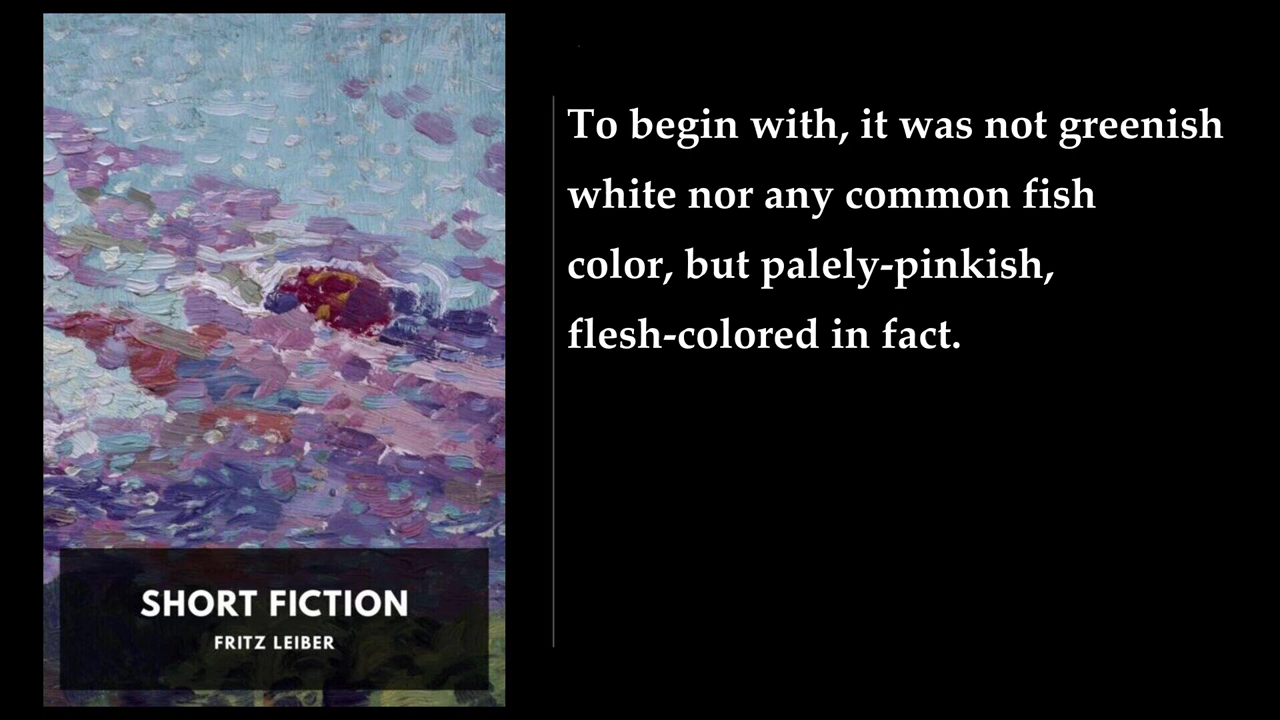 SHORT FICTION
FRITZ LEIBER
To begin with, it was not greenish
white nor any common fish
color, but palely-pinkish,
flesh-colored in fact.